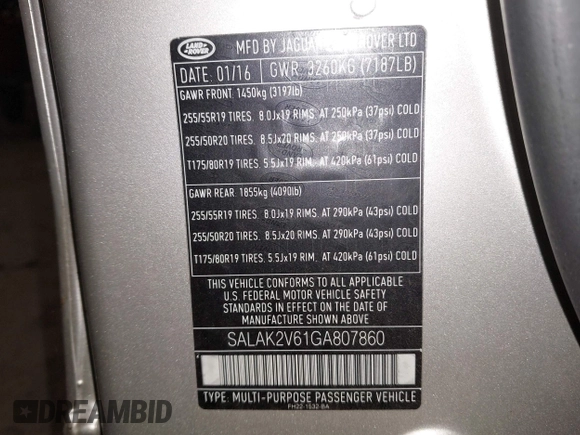 LAND
ROVER
MFD BY JAGUAR LAND ROVER LTD
DATE: 01/16 GWR: 3260KG (7187LB)
GAWR FRONT: 1450kg (3197lb)
255/55R19 TIRES. 8.0Jx19 RIMS. AT 250kPa (37psi) COLD
255/50R20 TIRES. 8.5Jx20 RIMS. AT 250kPa (37psi) COLD
T175/80R19 TIRES. 5.5Jx19 RIM. AT 420kPa (61psi) COLD
GAWR REAR: 1855kg (4090lb)
255/55R19 TIRES. 8.0Jx19 RIMS. AT 290kPa (43psi) COLD
255/50R20 TIRES. 8.5Jx20 RIMS. AT 290kPa (43psi) COLD
T175/80R19 TIRES. 5.5Jx19 RIM. AT 420kPa (61psi) COLD
THIS VEHICLE CONFORMS TO ALL APPLICABLE
U.S. FEDERAL MOTOR VEHICLE SAFETY
STANDARDS IN EFFECT ON THE DATE OF
MANUFACTURE SHOWN ABOVE.
SALAK2V61GA807860
TYPE: MULTI-PURPOSE PASSENGER VEHICLE
FH22-1532-BA
DREAMBID